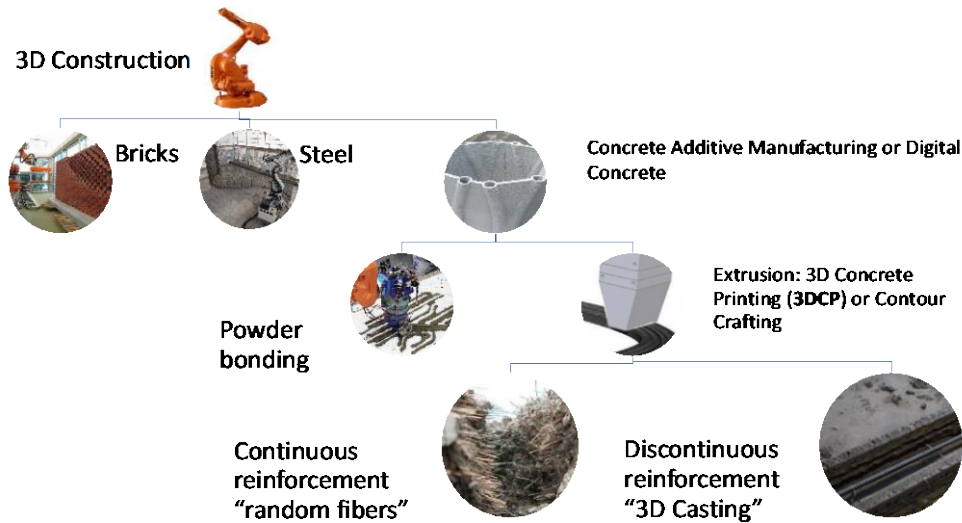 3D Construction
Bricks
Steel
Concrete Additive Manufacturing or Digital
Concrete
Extrusion: 3D Concrete
Printing (3DCP) or Contour
Crafting
Powder
bonding
Continuous
reinforcement
“random fibers”
Discontinuous
reinforcement
“3D Casting”